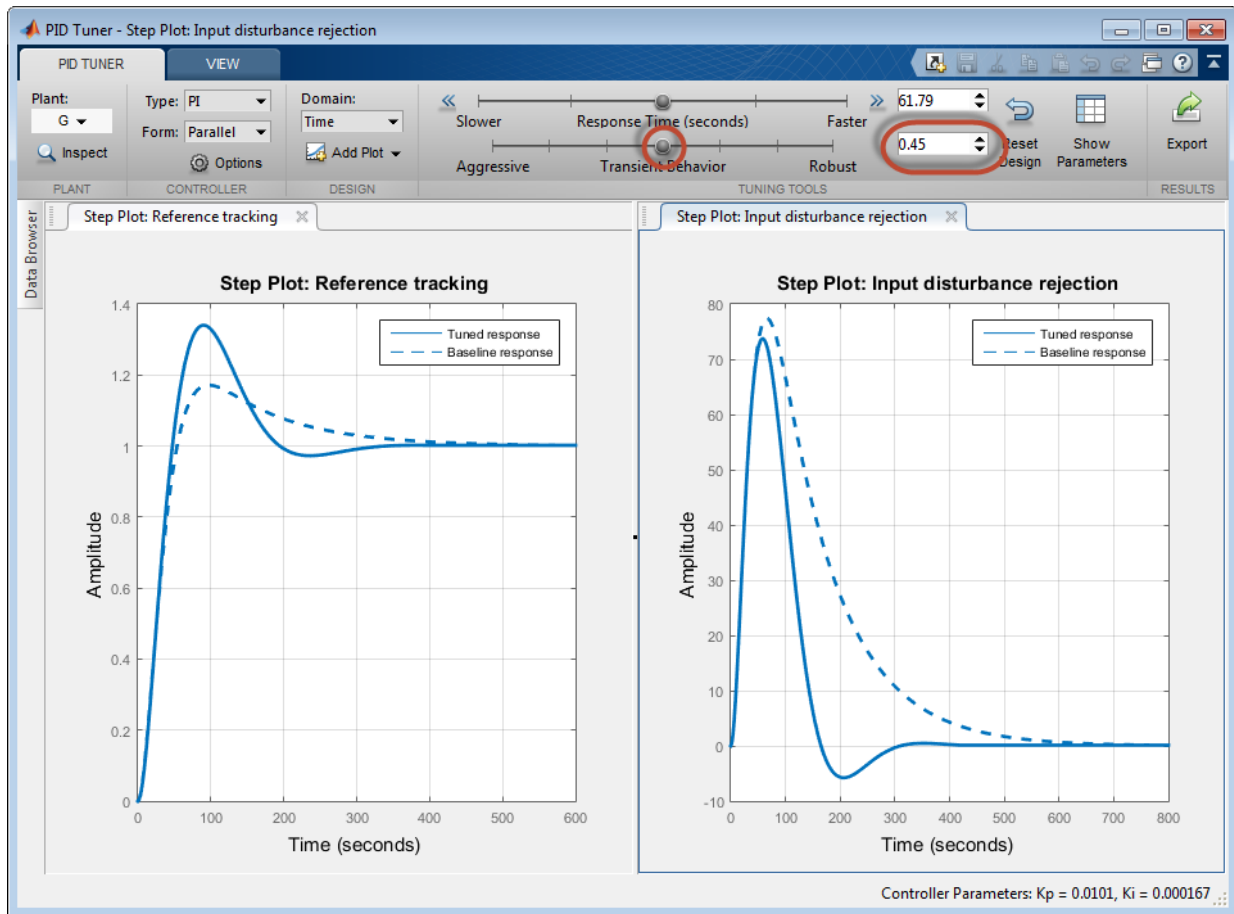 PID Tuner - Step Plot: Input disturbance rejection
PID TUNER VIEW
Plant:
G
Inspect
PLANT
Type: PI
Form: Parallel
Options
CONTROLLER
Domain:
Time
Add Plot
DESIGN
Slower Response Time (seconds) Faster 61.79
Aggressive Transient Behavior Robust 0.45
Reset
Design
Show
Parameters
TUNING TOOLS
Export
RESULTS
Data Browser
Step Plot: Reference tracking
Step Plot: Reference tracking
Tuned response
Baseline response
1.4
1.2
1
0.8
0.6
0.4
0.2
0
Amplitude
0 100 200 300 400 500 600
Time (seconds)
Step Plot: Input disturbance rejection
Step Plot: Input disturbance rejection
Tuned response
Baseline response
80
70
60
50
40
30
20
10
0
-10
Amplitude
0 100 200 300 400 500 600 700 800
Time (seconds)
Controller Parameters: Kp = 0.0101, Ki = 0.000167